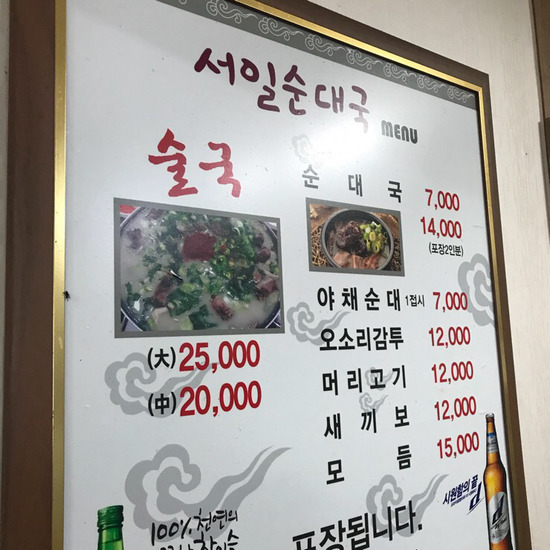 서일순대국 MENU
술국
(大) 25,000
(中) 20,000
순대국 7,000
14,000
(포장2인분)
야채순대 1접시 7,000
오소리감투 12,000
머리고기 12,000
새끼보 12,000
모듬 15,000
100% 천연의
포장됩니다.
시원함의 끝
d